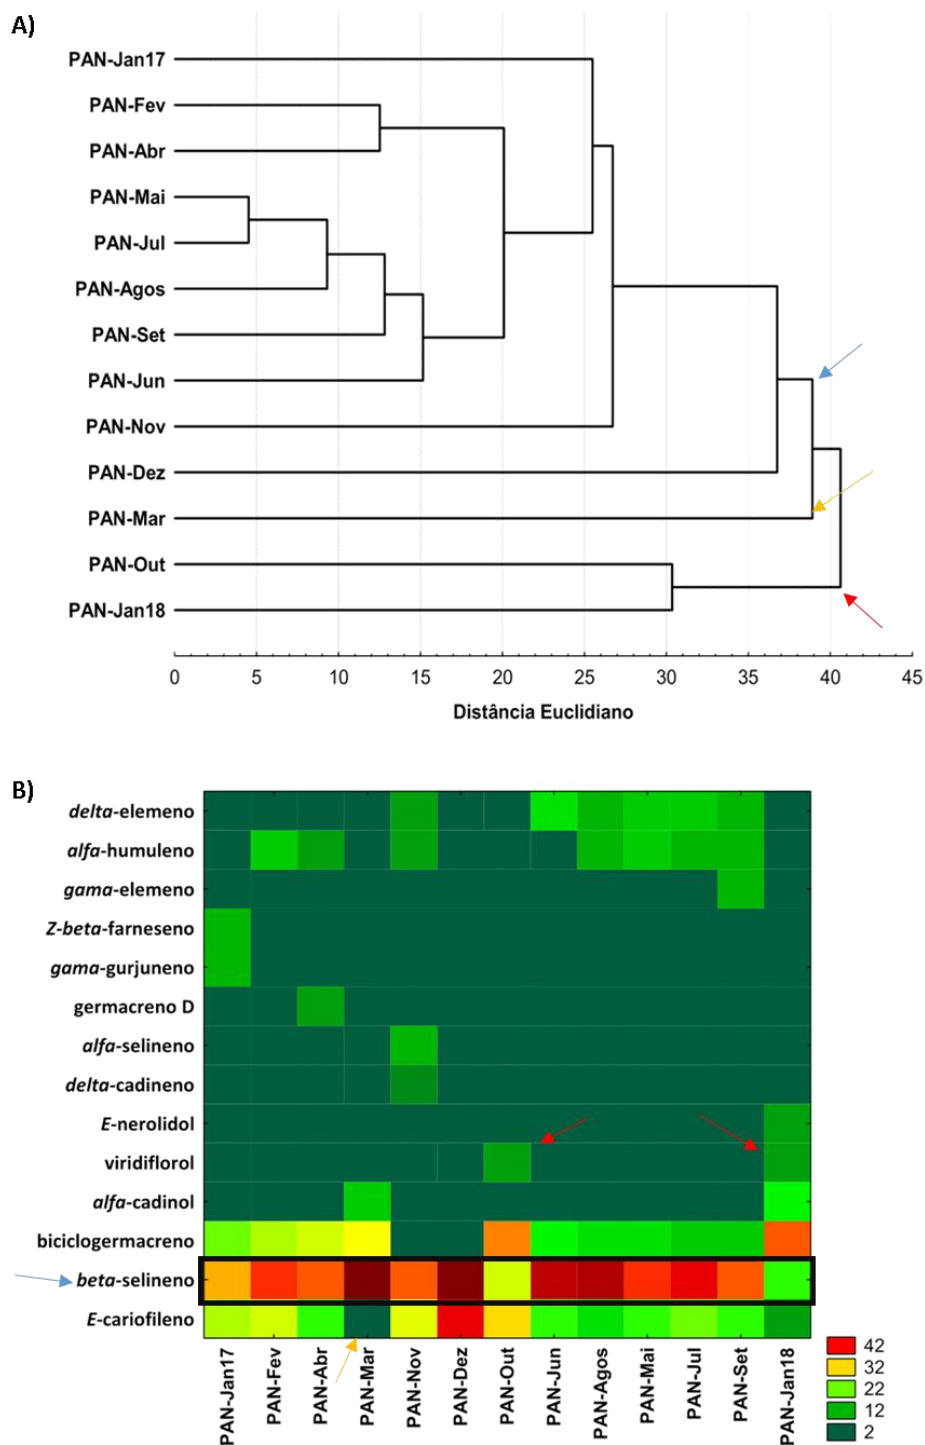 A)
PAN-Jan17
PAN-Fev
PAN-Abr
PAN-Mai
PAN-Jul
PAN-Agos
PAN-Set
PAN-Jun
PAN-Nov
PAN-Dez
PAN-Mar
PAN-Out
PAN-Jan18
0 5 10 15 20 25 30 35 40 45
Distância Euclidiano
B)
delta-elemeno
alfa-humuleno
gama-elemeno
Z-beta-farneseno
gama-gurjuneno
germacreno D
alfa-selineno
delta-cadineno
E-nerolidol
viridiflorol
alfa-cadinol
biciclogermacreno
beta-selineno
E-cariofileno
PAN-Jan17 PAN-Fev PAN-Abr PAN-Mar PAN-Nov PAN-Dez PAN-Out PAN-Jun PAN-Agos PAN-Mai PAN-Jul PAN-Set PAN-Jan18
42
32
22
12
2